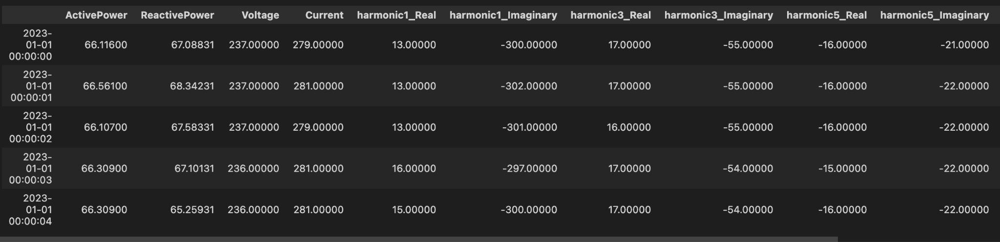 ActivePower ReactivePower Voltage Current harmonic1_Real harmonic1_Imaginary harmonic3_Real harmonic3_Imaginary harmonic5_Real harmonic5_Imaginary
2023-
01-01 66.11600 67.08831 237.00000 279.00000 13.00000 -300.00000 17.00000 -55.00000 -16.00000 -21.00000
00:00:00
2023-
01-01 66.56100 68.34231 237.00000 281.00000 13.00000 -302.00000 17.00000 -55.00000 -16.00000 -22.00000
00:00:01
2023-
01-01 66.10700 67.58331 237.00000 279.00000 13.00000 -301.00000 16.00000 -55.00000 -16.00000 -22.00000
00:00:02
2023-
01-01 66.30900 67.10131 236.00000 281.00000 16.00000 -297.00000 17.00000 -54.00000 -15.00000 -22.00000
00:00:03
2023-
01-01 66.30900 65.25931 236.00000 281.00000 15.00000 -300.00000 17.00000 -54.00000 -16.00000 -22.00000
00:00:04